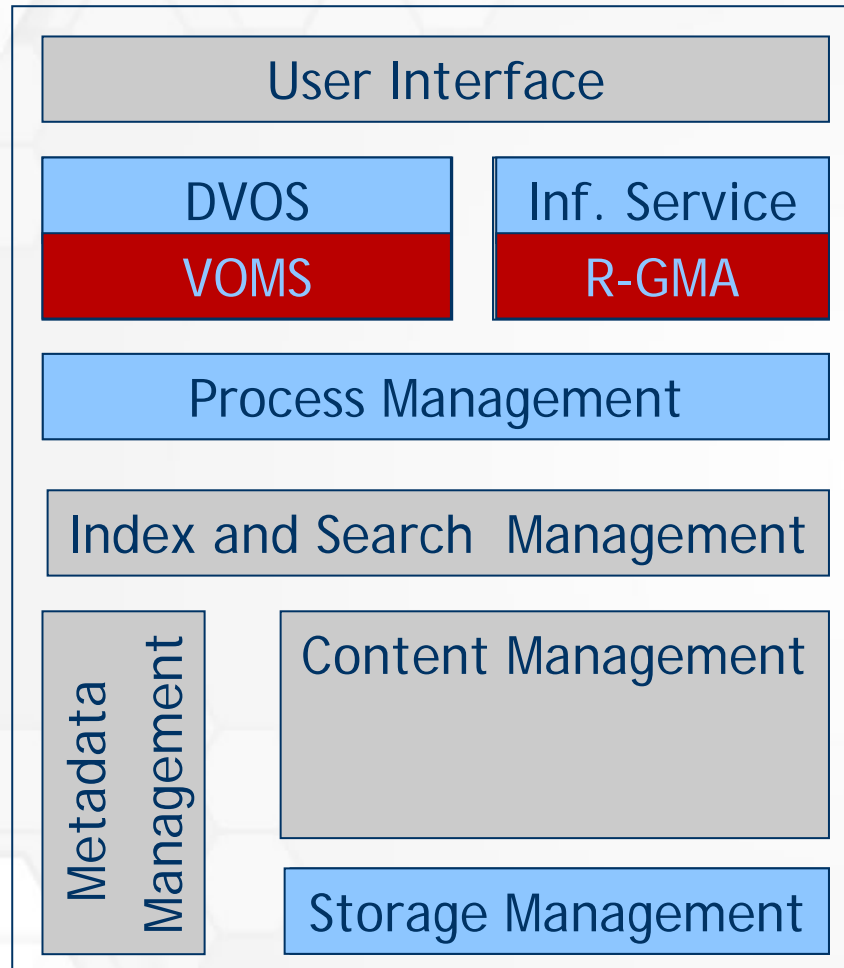 User Interface
DVOS
Inf. Service
VOMS
R-GMA
Process Management
Index and Search Management
Metadata
Management
Content Management
Storage Management